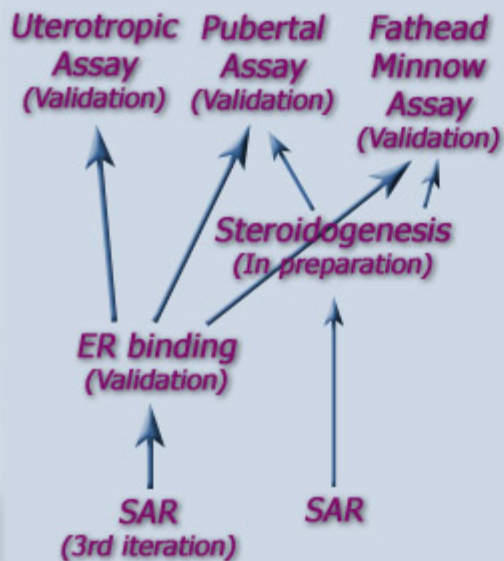 Uterotropic
Assay
(Validation)
Pubertal
Assay
(Validation)
Fathead
Minnow
Assay
(Validation)
Steroidogenesis
(In preparation)
ER binding
(Validation)
SAR
(3rd iteration)
SAR